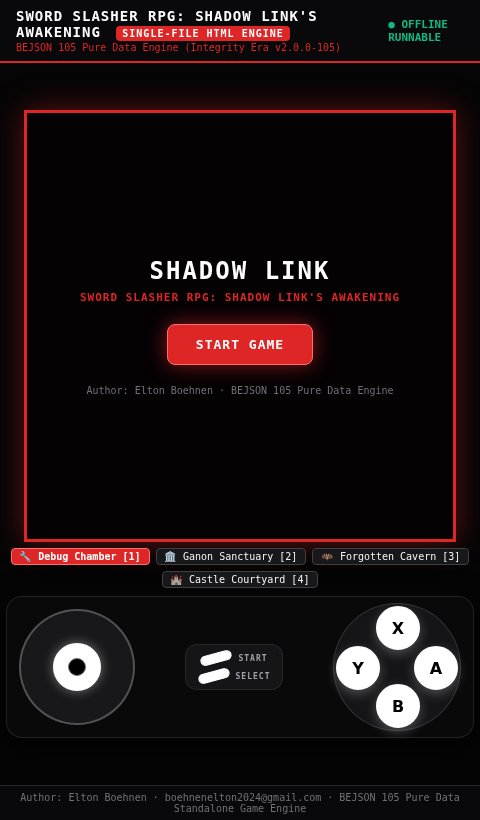 SWORD SLASHER RPG: SHADOW LINK'S
AWAKENING SINGLE-FILE HTML ENGINE
BEJSON 105 Pure Data Engine (Integrity Era v2.0.0-105)
● OFFLINE
RUNNABLE
SHADOW LINK
SWORD SLASHER RPG: SHADOW LINK'S AWAKENING
START GAME
Author: Elton Boehnen · BEJSON 105 Pure Data Engine
🔧 Debug Chamber [1] 🏛️ Ganon Sanctuary [2] 🦇 Forgotten Cavern [3]
🏰 Castle Courtyard [4]
START
SELECT
X
Y A
B
Author: Elton Boehnen · boehnenelton2024@gmail.com · BEJSON 105 Pure Data
Standalone Game Engine